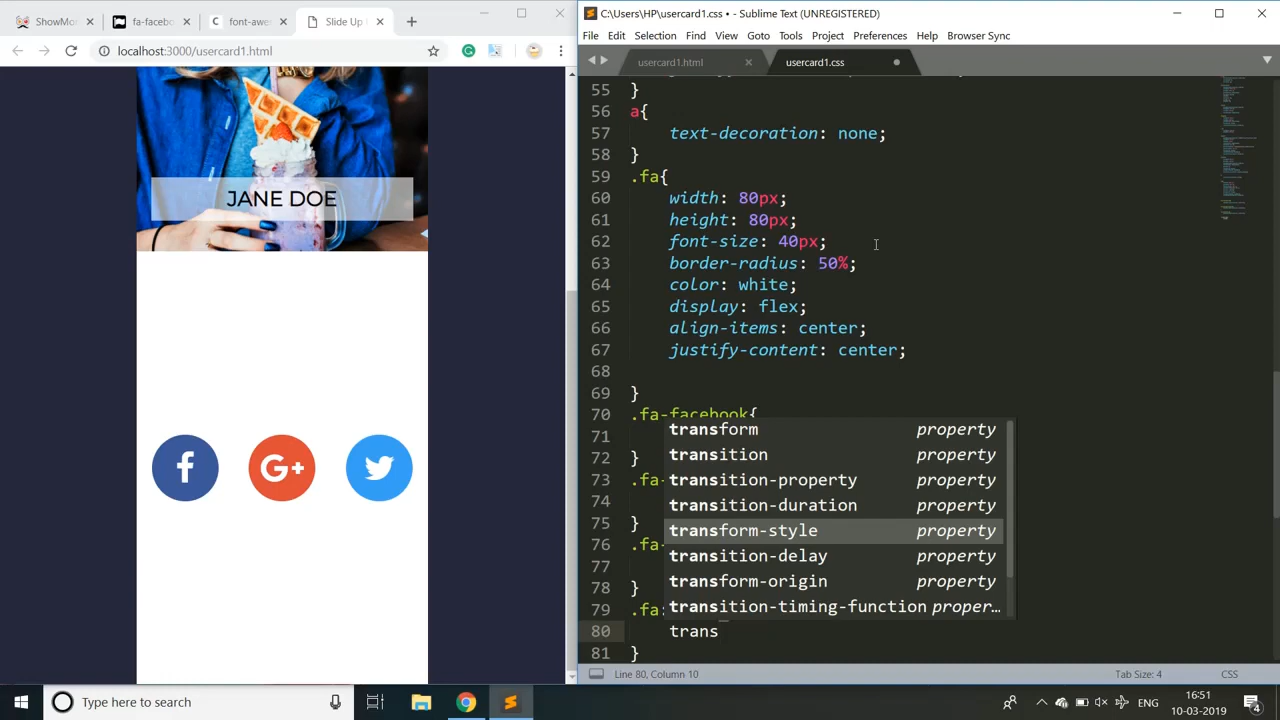 ShowMo
fa-faceboo
font-awe
Slide Up
C:\Users\HP\usercard1.css • - Sublime Text (UNREGISTERED)
localhost:3000/usercard1.html
File Edit Selection Find View Goto Tools Project Preferences Help Browser Sync
usercard1.html
usercard1.css
JANE DOE
55 }
56 a{
57 text-decoration: none;
58 }
59 .fa{
60 width: 80px;
61 height: 80px;
62 font-size: 40px;
63 border-radius: 50%;
64 color: white;
65 display: flex;
66 align-items: center;
67 justify-content: center;
68
69 }
70 .fa-facebook{
71
72 }
73 .fa-
74
75 }
76 .fa-
77
78 }
79 .fa:
80 trans
81 }
transform property
transition property
transition-property property
transition-duration property
transform-style property
transition-delay property
transform-origin property
transition-timing-function proper…
f
G+
Line 80, Column 10
Tab Size: 4
CSS
Type here to search
ENG
16:51
10-03-2019
4